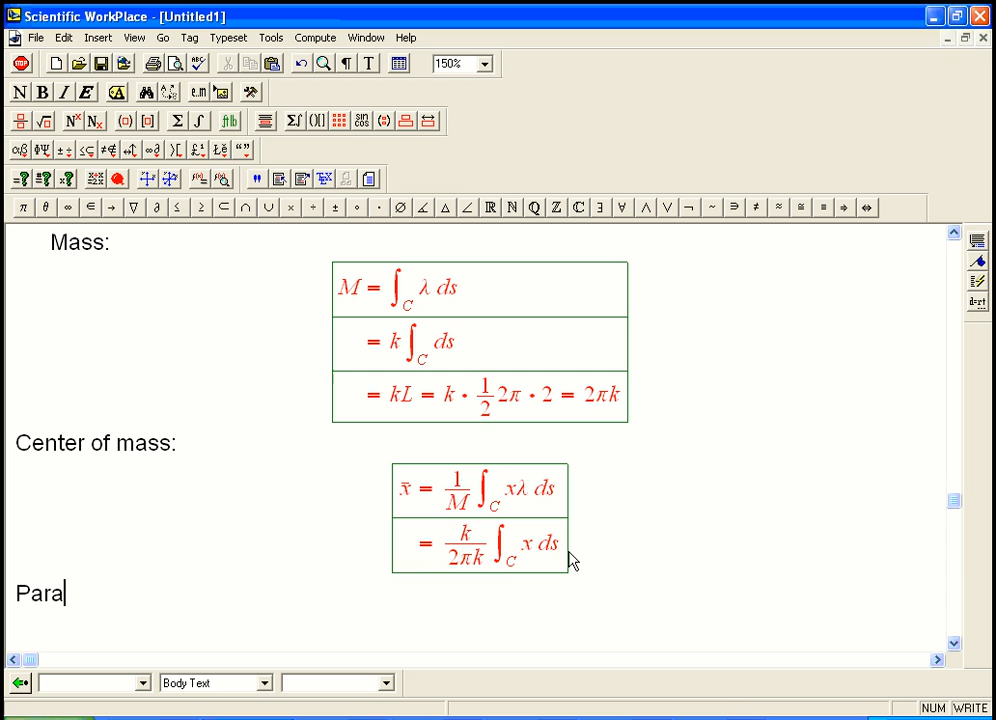 Scientific WorkPlace - [Untitled1]
File Edit Insert View Go Tag Typeset Tools Compute Window Help
150%
Mass:
M = ∫_C λ ds
= k ∫_C ds
= kL = k · 1/2 2π · 2 = 2πk
Center of mass:
x̄ = 1/M ∫_C xλ ds
= k/2πk ∫_C x ds
Para
Body Text
NUM WRITE